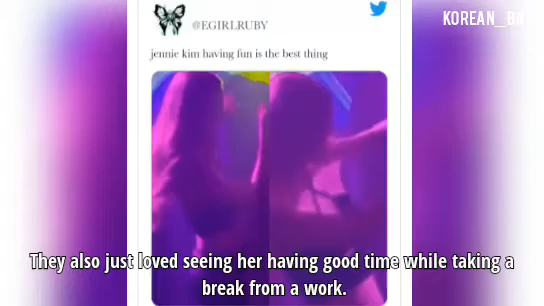 KOREAN_BN
@EGIRLRUBY
jennie kim having fun is the best thing
They also just loved seeing her having good time while taking a
break from a work.